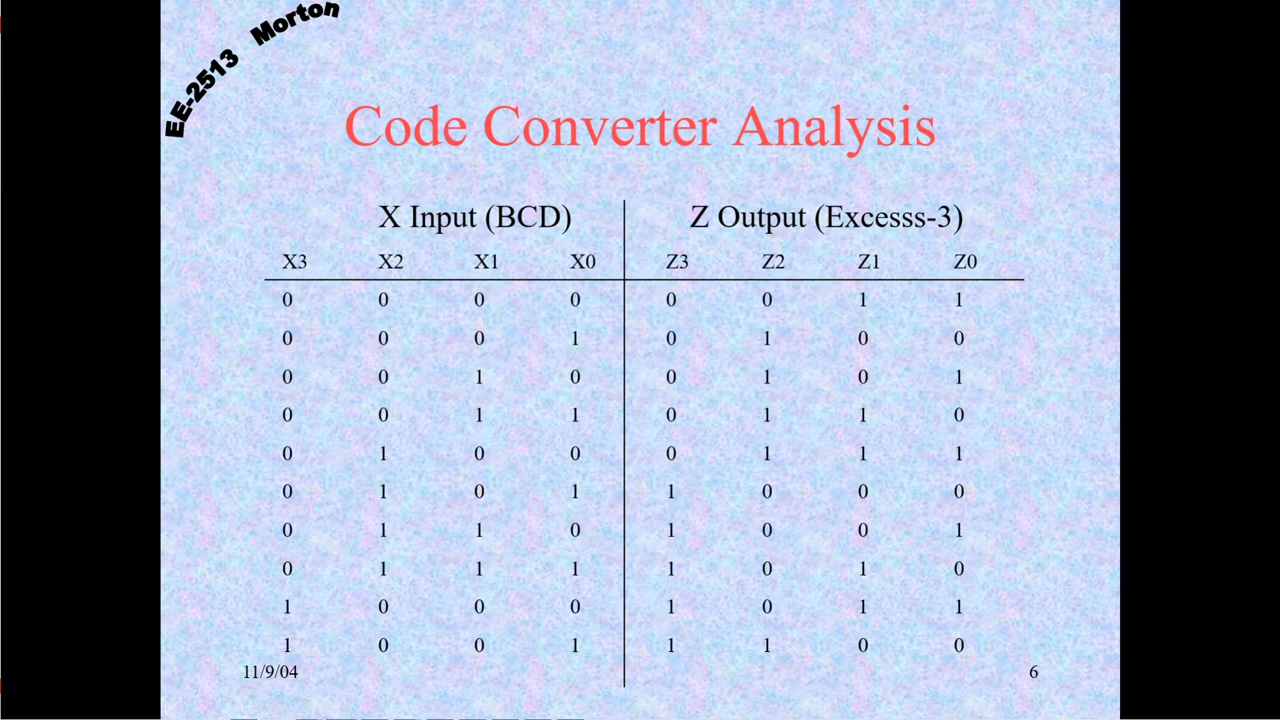 EE-2513 Morton
Code Converter Analysis
X Input (BCD) Z Output (Excesss-3)
X3 X2 X1 X0 Z3 Z2 Z1 Z0
0 0 0 0 0 0 1 1
0 0 0 1 0 1 0 0
0 0 1 0 0 1 0 1
0 0 1 1 0 1 1 0
0 1 0 0 0 1 1 1
0 1 0 1 1 0 0 0
0 1 1 0 1 0 0 1
0 1 1 1 1 0 1 0
1 0 0 0 1 0 1 1
1 0 0 1 1 1 0 0
11/9/04 6